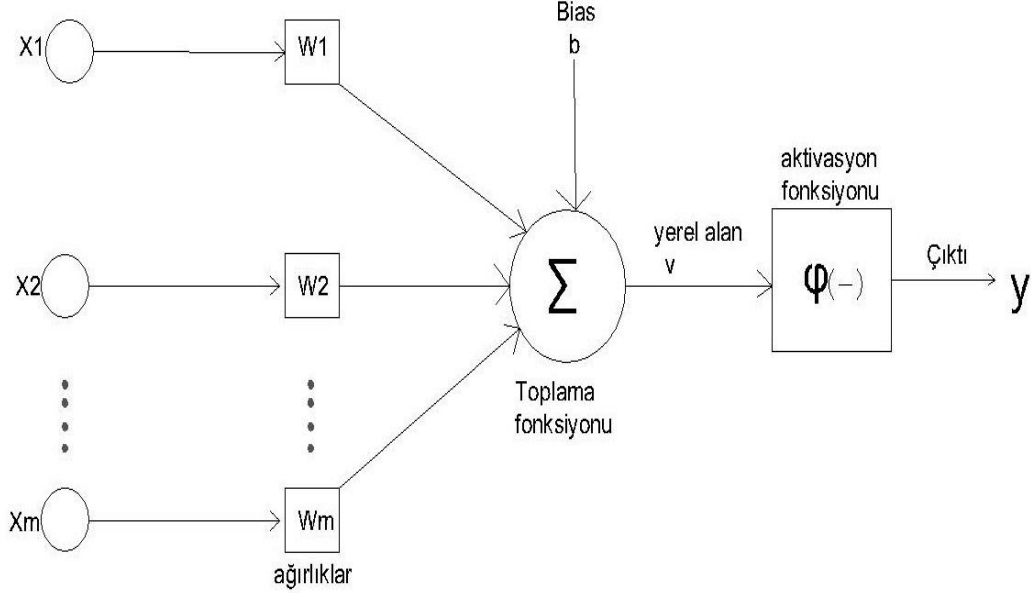 X1
W1
Bias
b
X2
W2
Σ
yerel alan
v
aktivasyon
fonksiyonu
φ(–)
Çıktı
y
Toplama
fonksiyonu
Xm
Wm
ağırlıklar